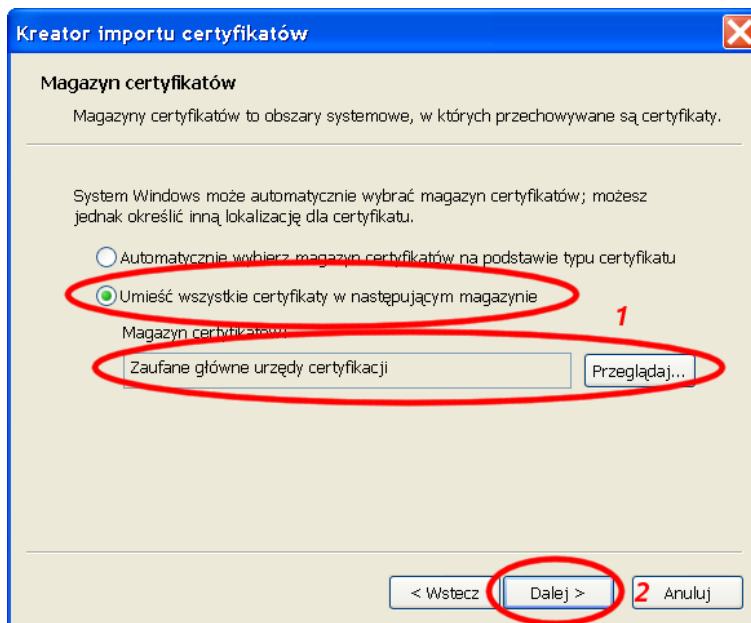 Kreator importu certyfikatów
Magazyn certyfikatów
Magazyny certyfikatów to obszary systemowe, w których przechowywane są certyfikaty.
System Windows może automatycznie wybrać magazyn certyfikatów; możesz
jednak określić inną lokalizację dla certyfikatu.
Automatycznie wybierz magazyn certyfikatów na podstawie typu certyfikatu
Umieść wszystkie certyfikaty w następującym magazynie
1
Magazyn certyfikatów:
Zaufane główne urzędy certyfikacji Przeglądaj...
< Wstecz Dalej > 2 Anuluj